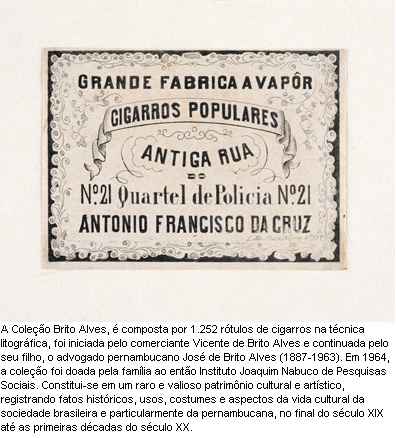 GRANDE FABRICA A VAPÔR
CIGARROS POPULARES
ANTIGA RUA
DO
Nº.21 Quartel de Policia Nº.21
ANTONIO FRANCISCO DA CRUZ
A Coleção Brito Alves, é composta por 1.252 rótulos de cigarros na técnica
litográfica, foi iniciada pelo comerciante Vicente de Brito Alves e continuada pelo
seu filho, o advogado pernambucano José de Brito Alves (1887-1963). Em 1964,
a coleção foi doada pela família ao então Instituto Joaquim Nabuco de Pesquisas
Sociais. Constitui-se em um raro e valioso patrimônio cultural e artístico,
registrando fatos históricos, usos, costumes e aspectos da vida cultural da
sociedade brasileira e particularmente da pernambucana, no final do século XIX
até as primeiras décadas do século XX.